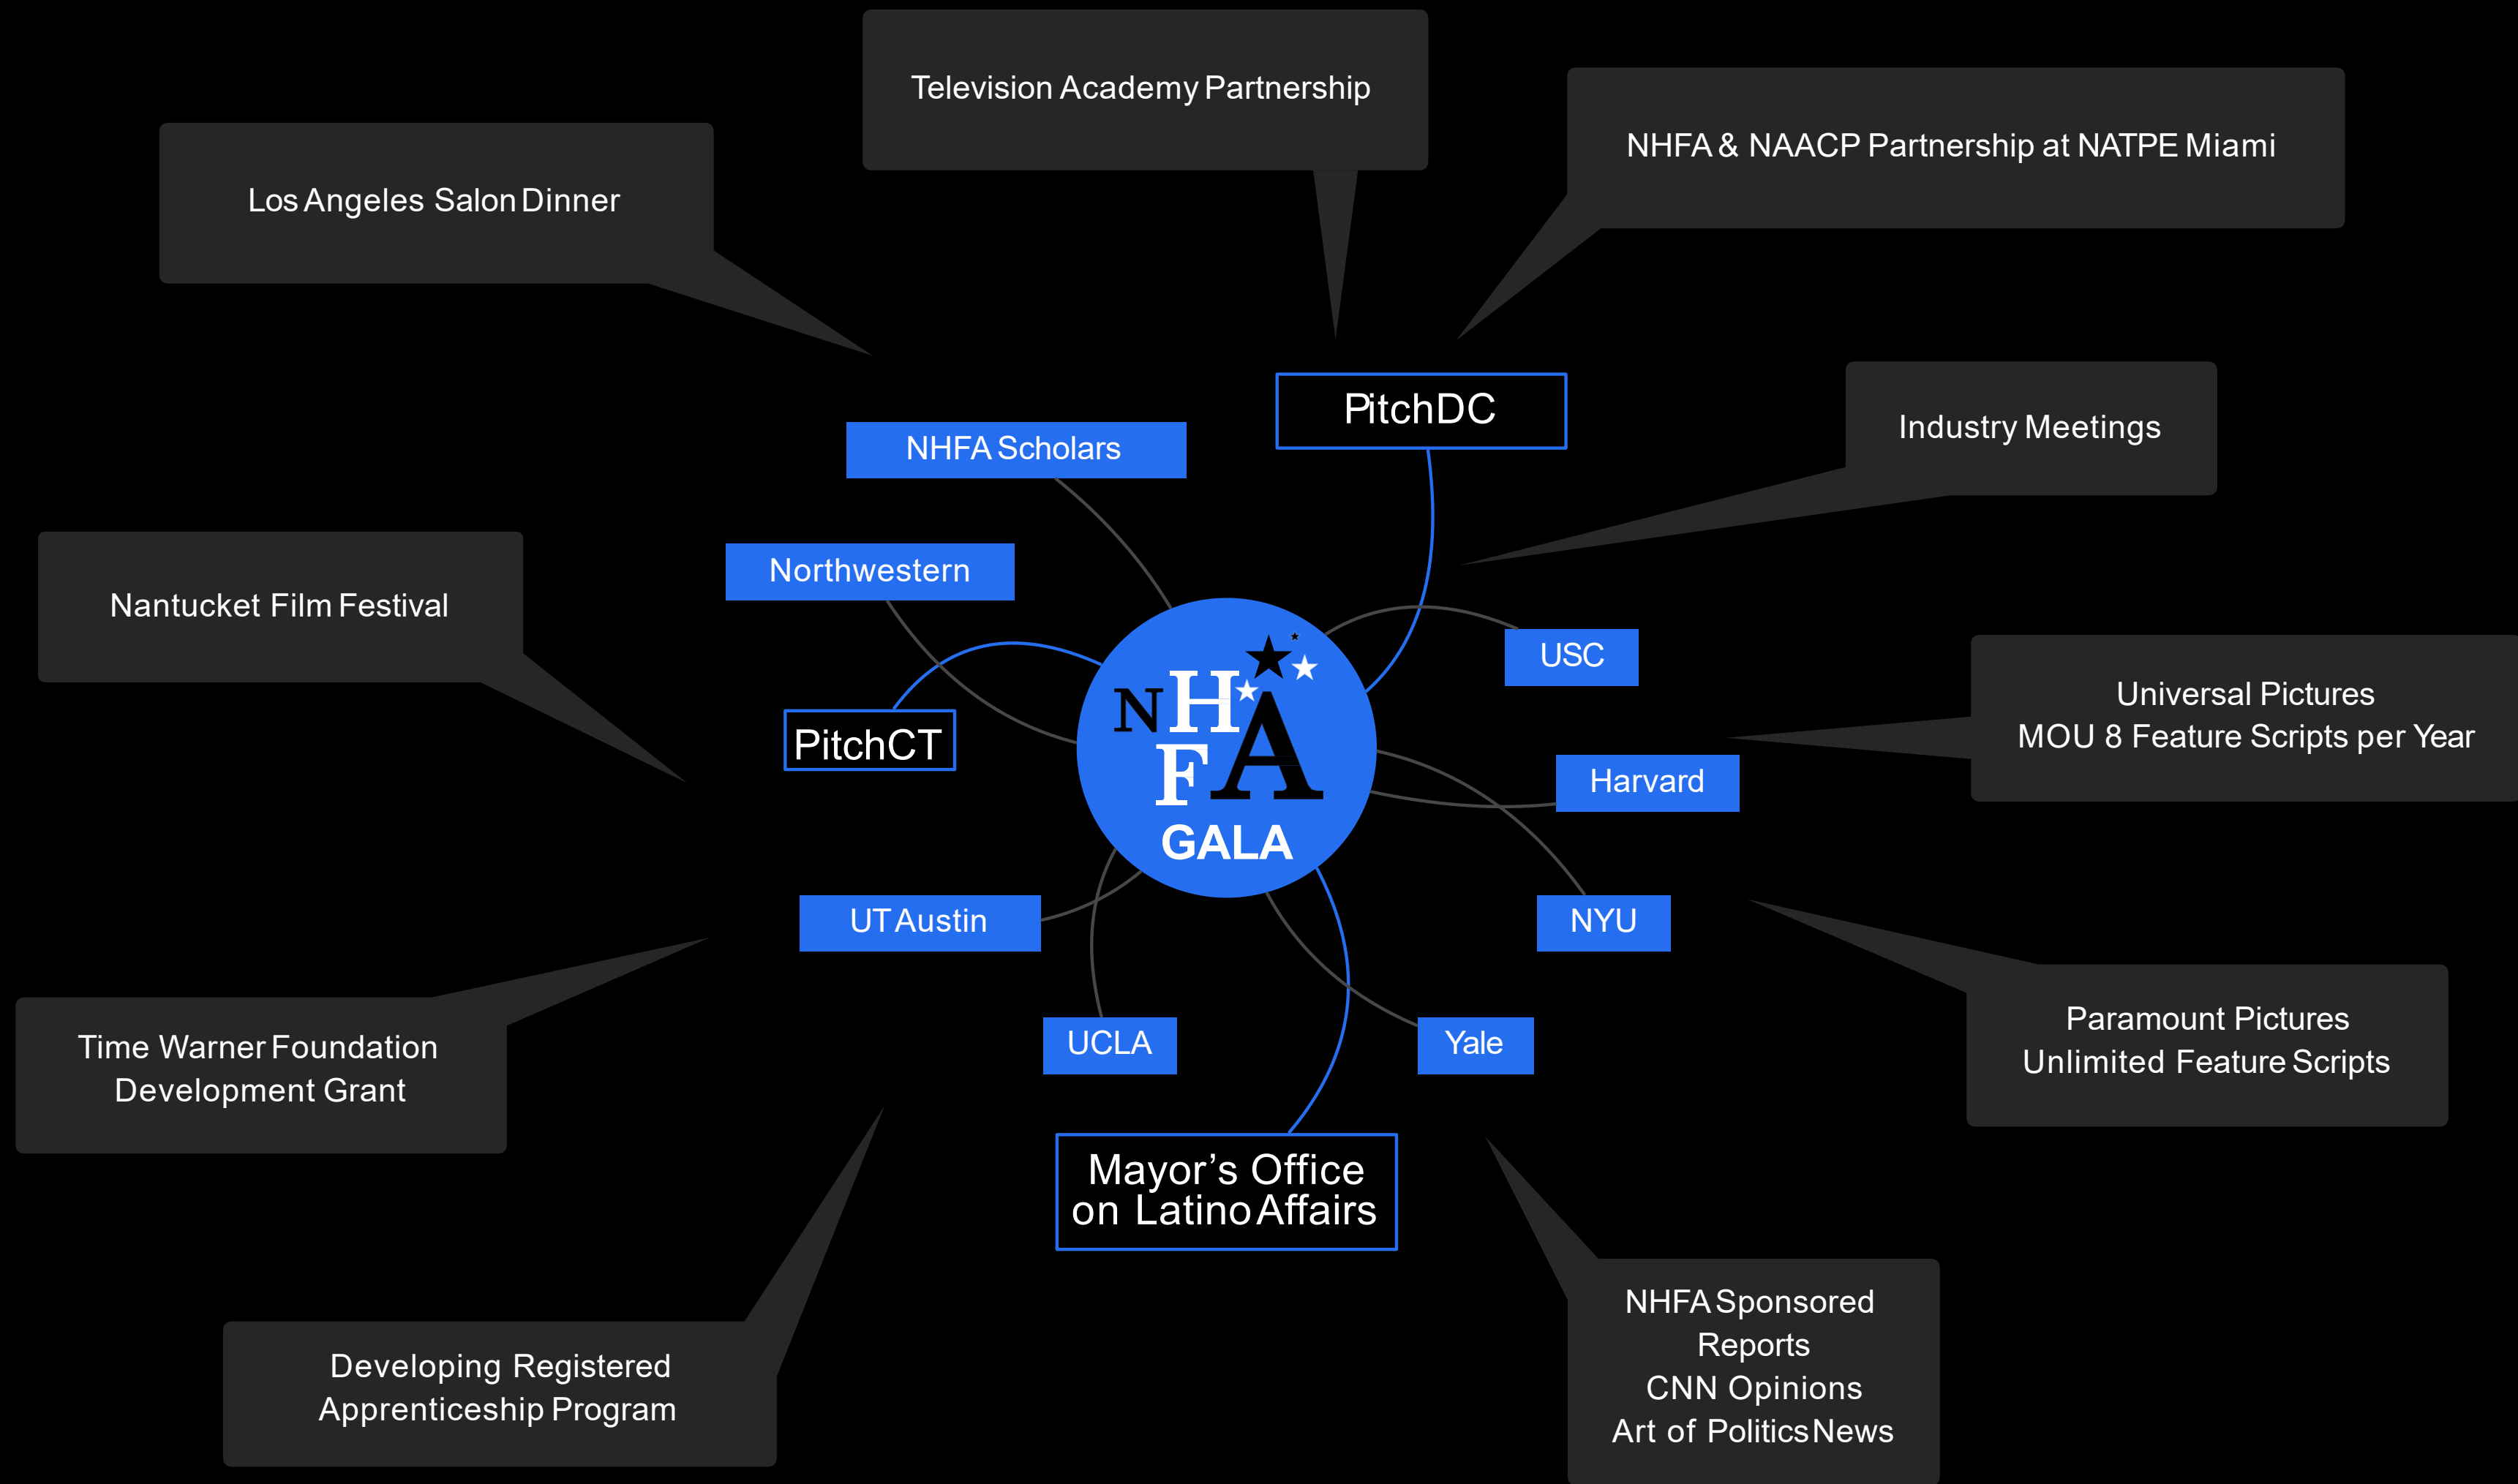 Television Academy Partnership
NHFA & NAACP Partnership at NATPE Miami
Los Angeles Salon Dinner
PitchDC
Industry Meetings
NHFA Scholars
Northwestern
Nantucket Film Festival
USC
Universal Pictures
MOU 8 Feature Scripts per Year
PitchCT
NHFA
GALA
Harvard
UT Austin
NYU
Paramount Pictures
Unlimited Feature Scripts
Time Warner Foundation
Development Grant
UCLA
Yale
Mayor’s Office
on Latino Affairs
Developing Registered
Apprenticeship Program
NHFA Sponsored
Reports
CNN Opinions
Art of Politics News